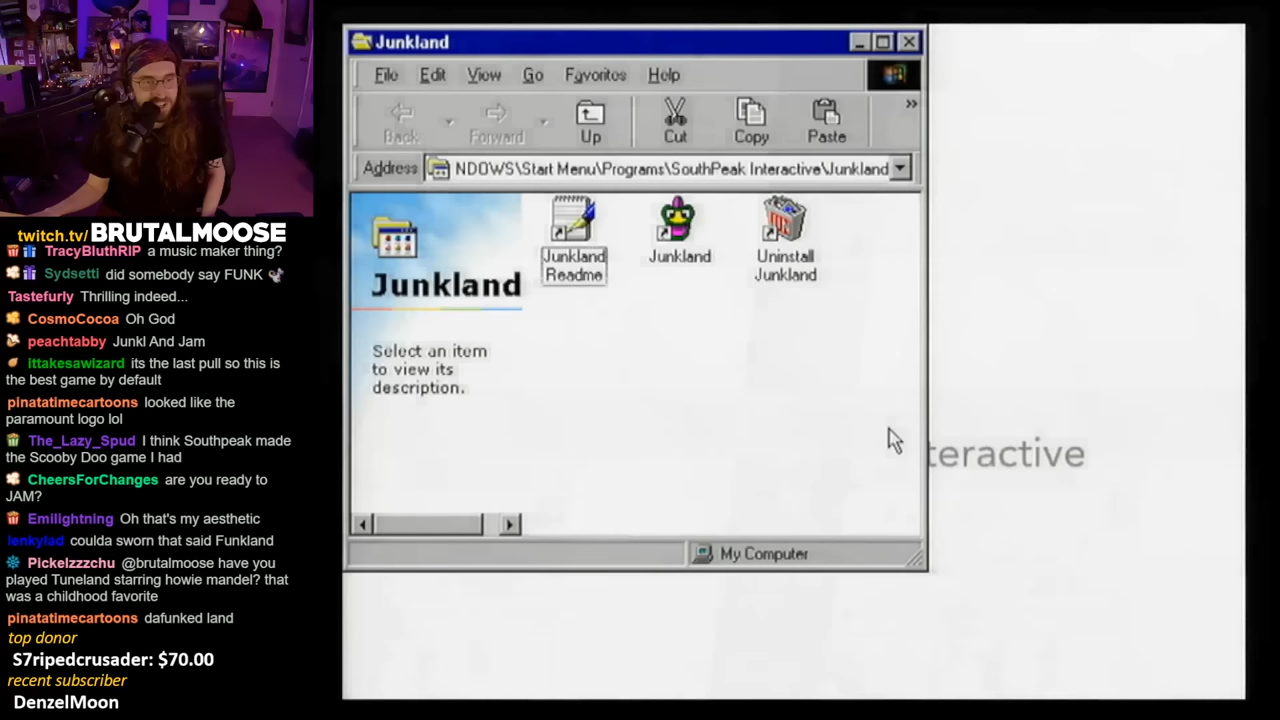 twitch.tv/BRUTALMOOSE
TracyBluthRIP a music maker thing?
Sydsetti did somebody say FUNK
Tastefurly Thrilling indeed...
CosmoCocoa Oh God
peachtabby Junkl And Jam
Ittakesawizard its the last pull so this is
the best game by default
pinatatimecartoons looked like the
paramount logo lol
The_Lazy_Spud I think Southpeak made
the Scooby Doo game I had
CheersForChanges are you ready to
JAM?
Emilightning Oh that's my aesthetic
lenkylad coulda sworn that said Funkland
Pickelzzzchu @brutalmoose have you
played Tuneland starring howie mandel? that
was a childhood favorite
pinatatimecartoons dafunked land
top donor
S7ripedcrusader: $70.00
recent subscriber
DenzelMoon
Junkland
File Edit View Go Favorites Help
Back Forward Up Cut Copy Paste »
Address NDOWS\Start Menu\Programs\SouthPeak Interactive\Junkland
Junkland
Select an item
to view its
description.
Junkland
Readme
Junkland
Uninstall
Junkland
My Computer
teractive